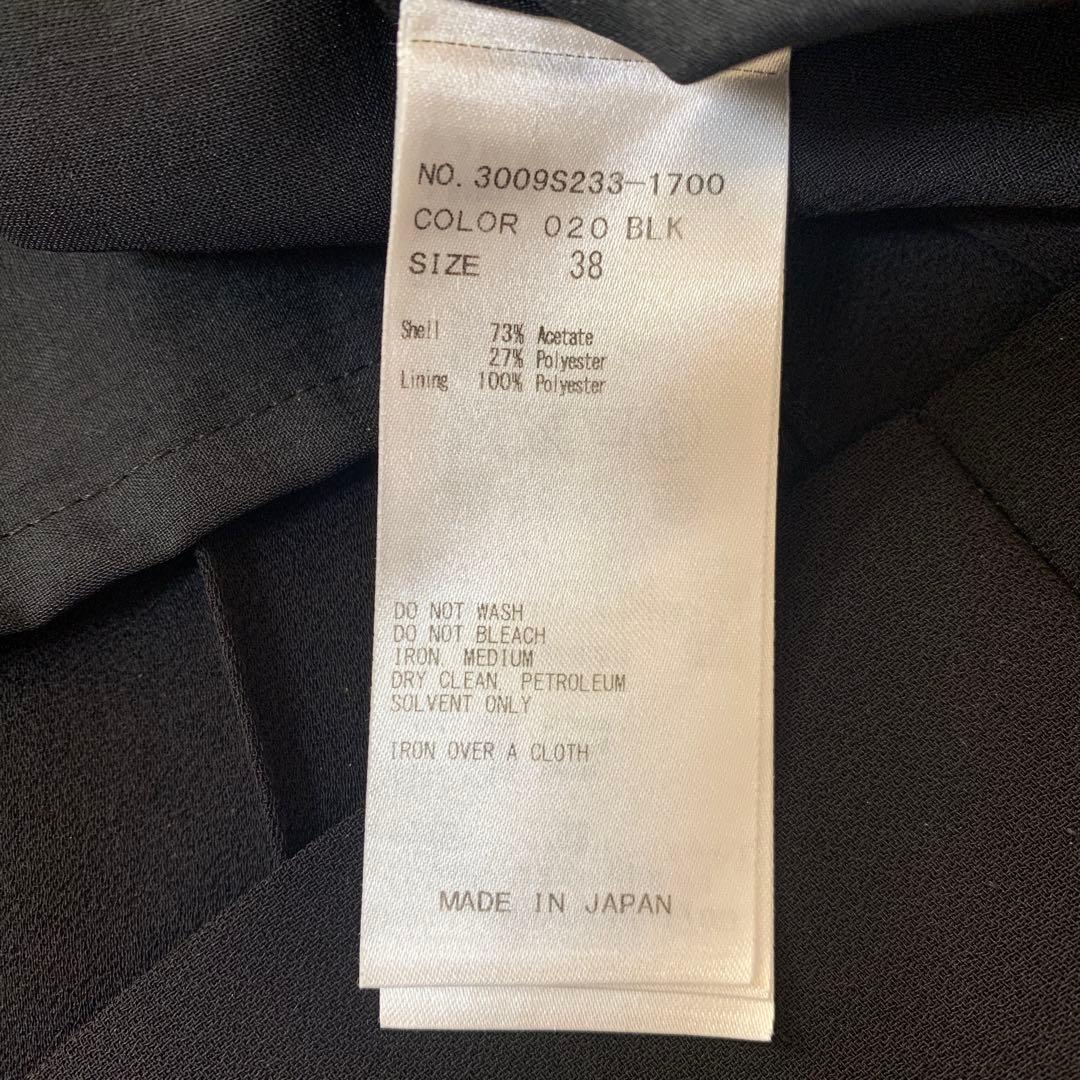 NO. 3009S233-1700
COLOR 020 BLK
SIZE 38
Shell 73% Acetate
27% Polyester
Lining 100% Polyester
DO NOT WASH
DO NOT BLEACH
IRON, MEDIUM
DRY CLEAN, PETROLEUM
SOLVENT ONLY
IRON OVER A CLOTH
MADE IN JAPAN